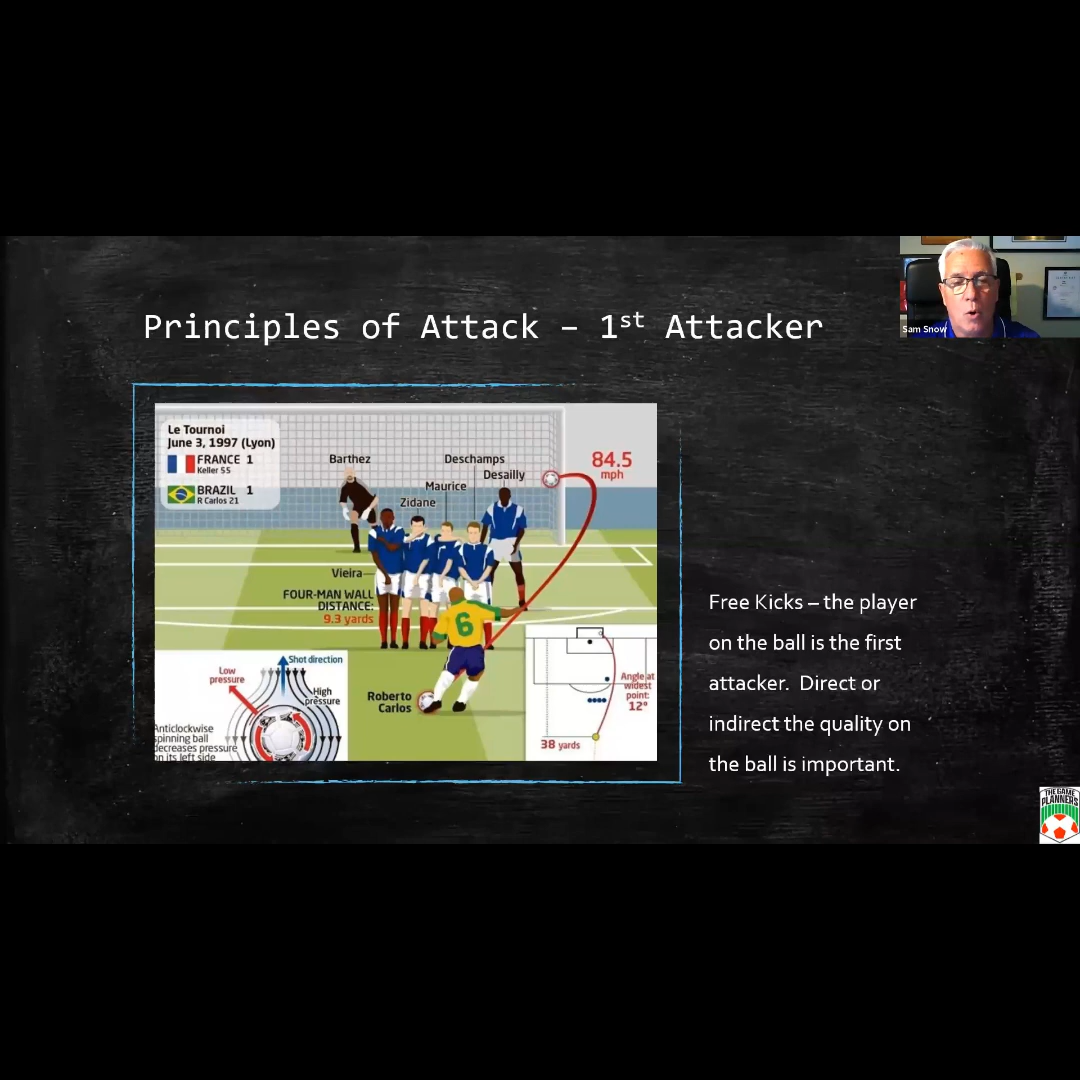 Sam Snow
Principles of Attack – 1st Attacker
Le Tournoi
June 3, 1997 (Lyon)
FRANCE 1
Keller 55
BRAZIL 1
R Carlos 21
Barthez
Deschamps
Desailly
Maurice
Zidane
84.5
mph
Vieira
FOUR-MAN WALL
DISTANCE:
9.3 yards
6
Roberto
Carlos
Shot direction
Low
pressure
High
pressure
Anticlockwise
spinning ball
decreases pressure
on its left side
Angle at
widest
point:
12°
38 yards
Free Kicks – the player
on the ball is the first
attacker. Direct or
indirect the quality on
the ball is important.
THE GAME
PLANNERS